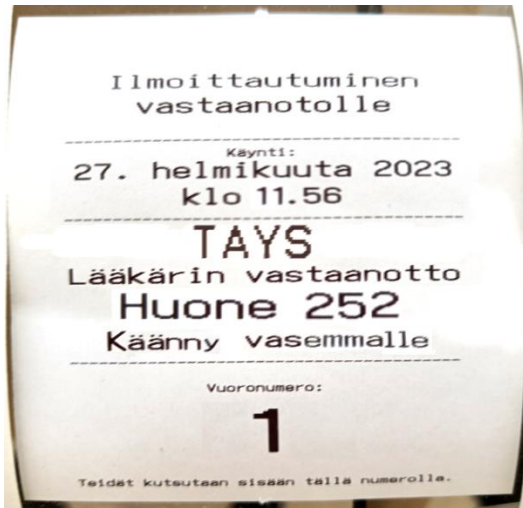 Ilmoittautuminen
vastaanotolle
Käynti:
27. helmikuuta 2023
klo 11.56
TAYS
Lääkärin vastaanotto
Huone 252
Käänny vasemmalle
Vuoronumero:
1
Teidät kutsutaan sisään tällä numerolla.